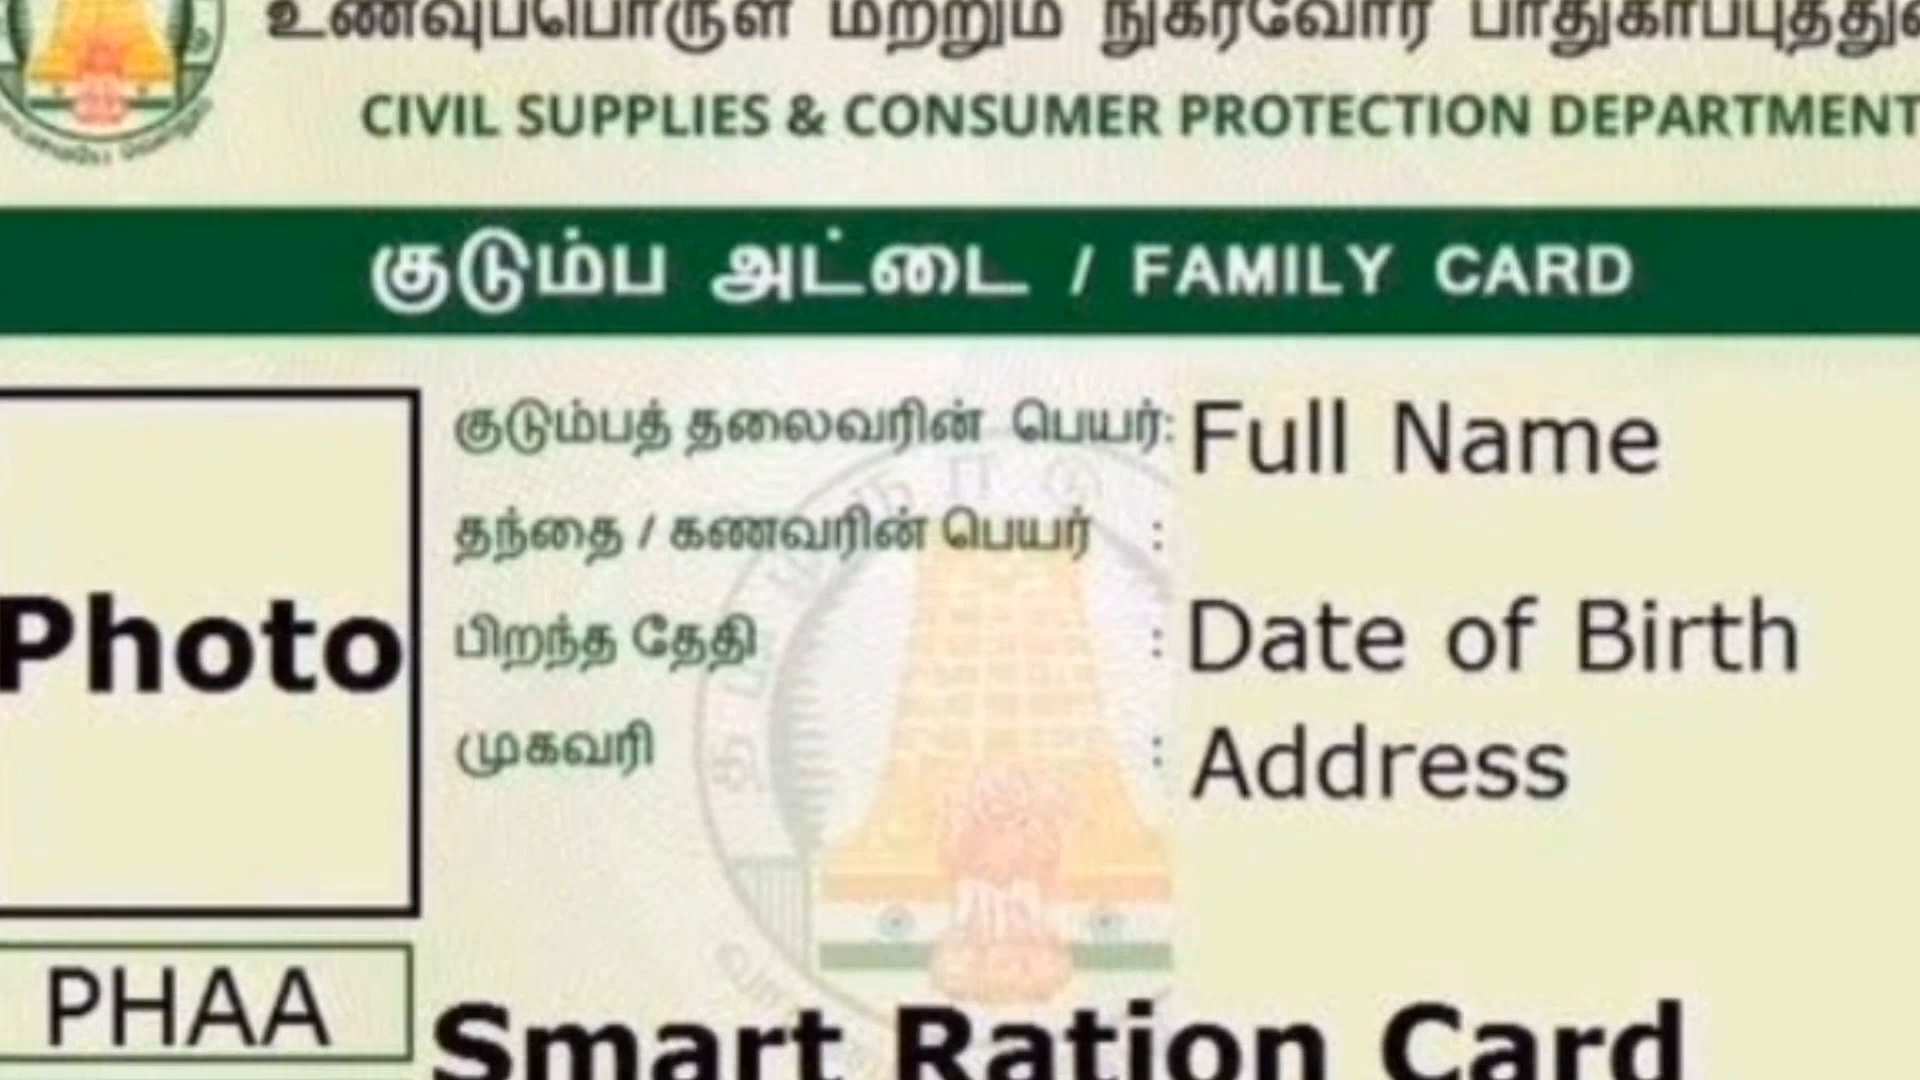 உணவுப்பொருள் மற்றும் நுகர்வோர்
CIVIL SUPPLIES & CONSUMER PROTECTION DEPARTMENT
குடும்ப அட்டை / FAMILY CARD
குடும்பத் தலைவரின் பெயர்: Full Name
தந்தை / கணவரின் பெயர் :
பிறந்த தேதி : Date of Birth
முகவரி : Address
Photo
PHAA
Smart Ration Card